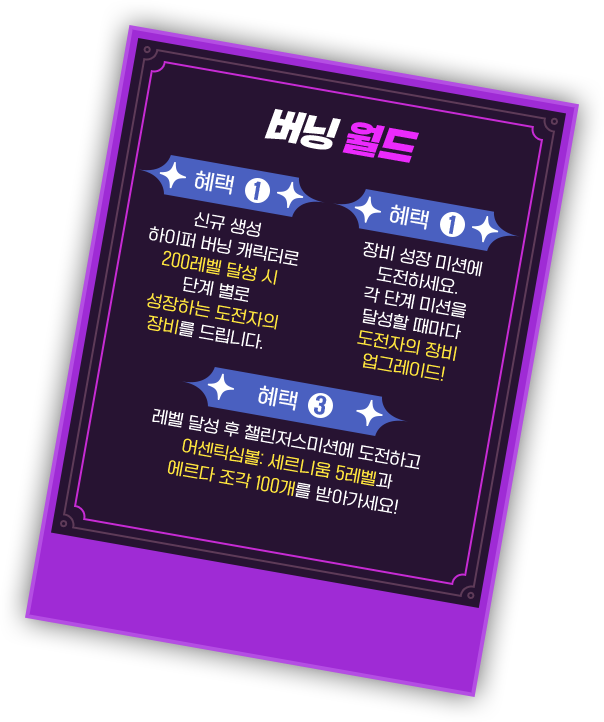 버닝 월드
혜택 1
신규 생성
하이퍼 버닝 캐릭터로
200레벨 달성 시
단계 별로
성장하는 도전자의
장비를 드립니다.
혜택 1
장비 성장 미션에
도전하세요.
각 단계 미션을
달성할 때마다
도전자의 장비
업그레이드!
혜택 3
레벨 달성 후 챌린저스미션에 도전하고
어센틱심볼: 세르니움 5레벨과
에르다 조각 100개를 받아가세요!